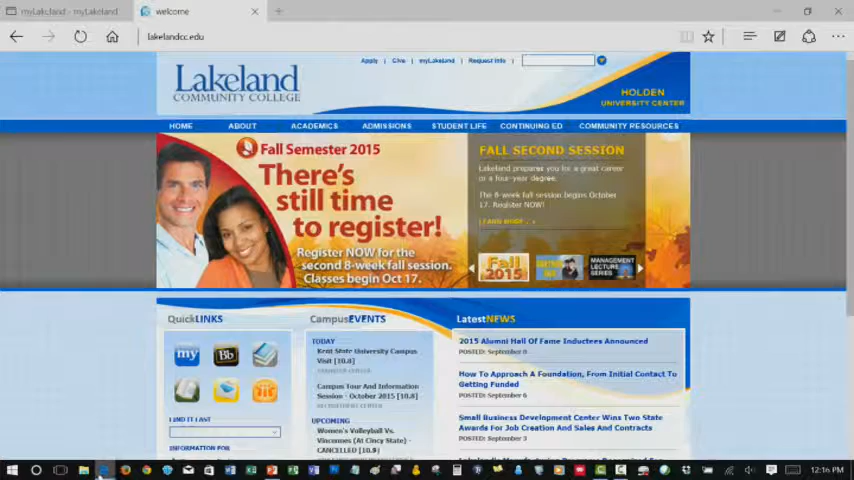 myLakeland - myLakeland
welcome
lakelandcc.edu
Apply | Give | myLakeland | Request Info |
Lakeland
COMMUNITY COLLEGE
HOLDEN
UNIVERSITY CENTER
HOME ABOUT ACADEMICS ADMISSIONS STUDENT LIFE CONTINUING ED COMMUNITY RESOURCES
Fall Semester 2015
There's
still time
to register!
Register NOW for the
second 8-week fall session.
Classes begin Oct 17.
FALL SECOND SESSION
Lakeland prepares you for a great career
or a four-year degree.
The 8-week fall session begins October
17. Register NOW!
LEARN MORE
Fall
2015
MANAGEMENT
LECTURE
SERIES
QuickLINKS
my
Bb
FIND IT FAST
INFORMATION FOR
CampusEVENTS
TODAY
Kent State University Campus
Visit [10.8]
Campus Tour And Information
Session - October 2015 [10.8]
UPCOMING
Women's Volleyball Vs.
Vincennes (At Cincy State) -
CANCELLED [10.9]
LatestNEWS
2015 Alumni Hall Of Fame Inductees Announced
POSTED: September
How To Approach A Foundation, From Initial Contact To
Getting Funded
POSTED: September
Small Business Development Center Wins Two State
Awards For Job Creation And Sales And Contracts
POSTED: September
12:16 PM